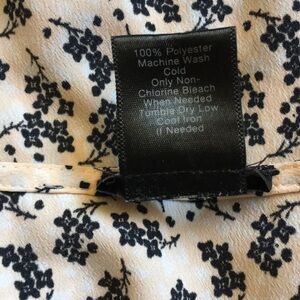 100% Polyester
Machine Wash
Cold
Only Non-
Chlorine Bleach
When Needed
Tumble Dry Low
Cool Iron
If Needed